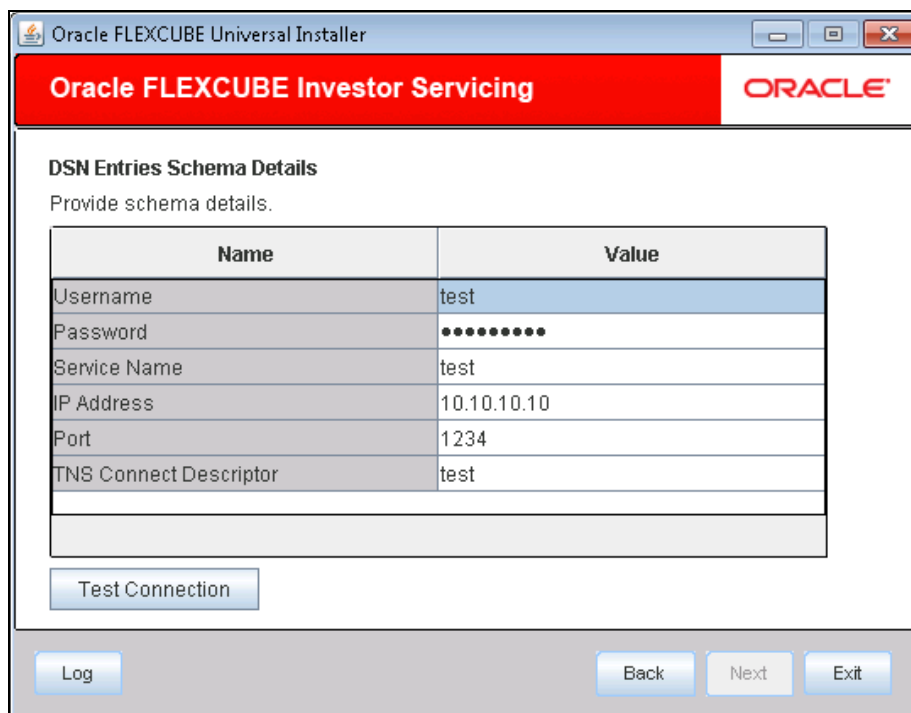 Oracle FLEXCUBE Universal Installer
Oracle FLEXCUBE Investor Servicing ORACLE
DSN Entries Schema Details
Provide schema details.
Name Value
Username test
Password •••••••••
Service Name test
IP Address 10.10.10.10
Port 1234
TNS Connect Descriptor test
Test Connection
Log Back Next Exit